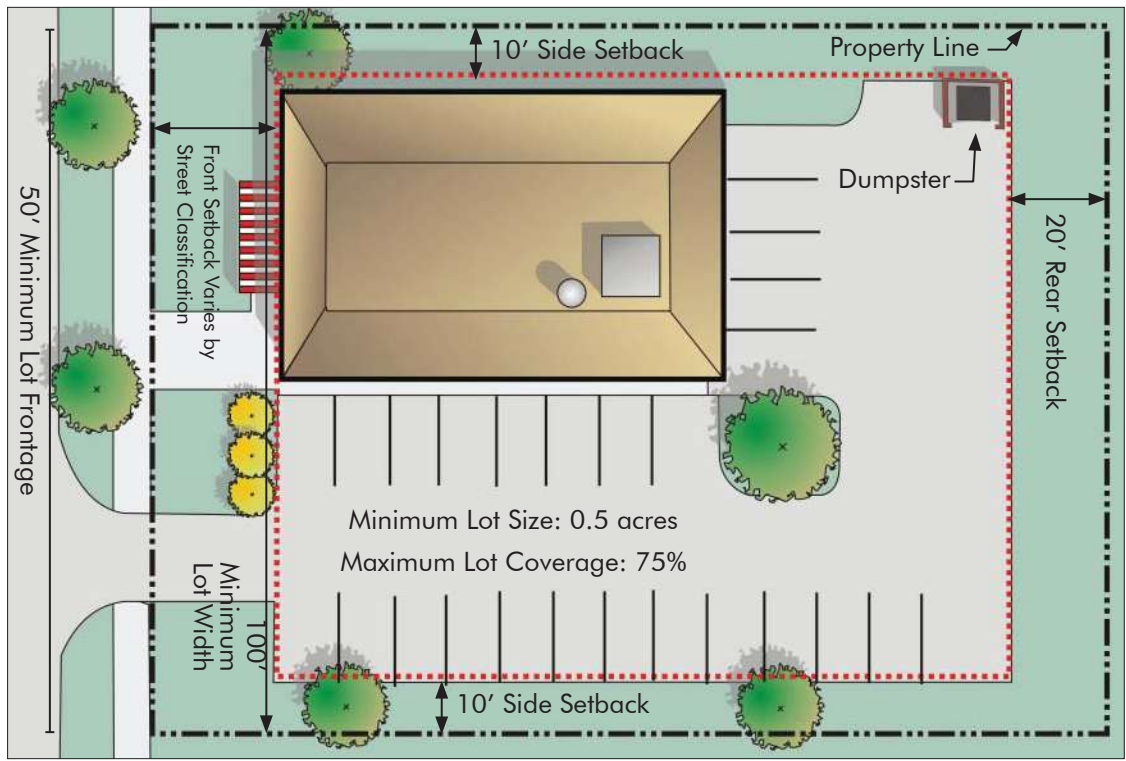 10’ Side Setback
Property Line
Dumpster
Front Setback Varies by
Street Classification
50’ Minimum Lot Frontage
20’ Rear Setback
Minimum Lot Size: 0.5 acres
Maximum Lot Coverage: 75%
100’
Minimum
Lot Width
10’ Side Setback